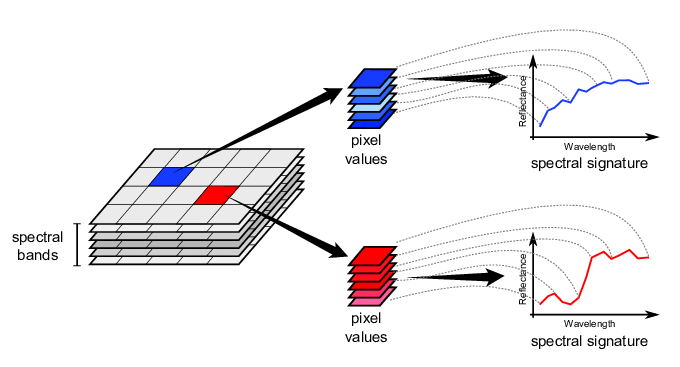 pixel
values
Reflectance
Wavelength
spectral signature
spectral
bands
pixel
values
Reflectance
Wavelength
spectral signature